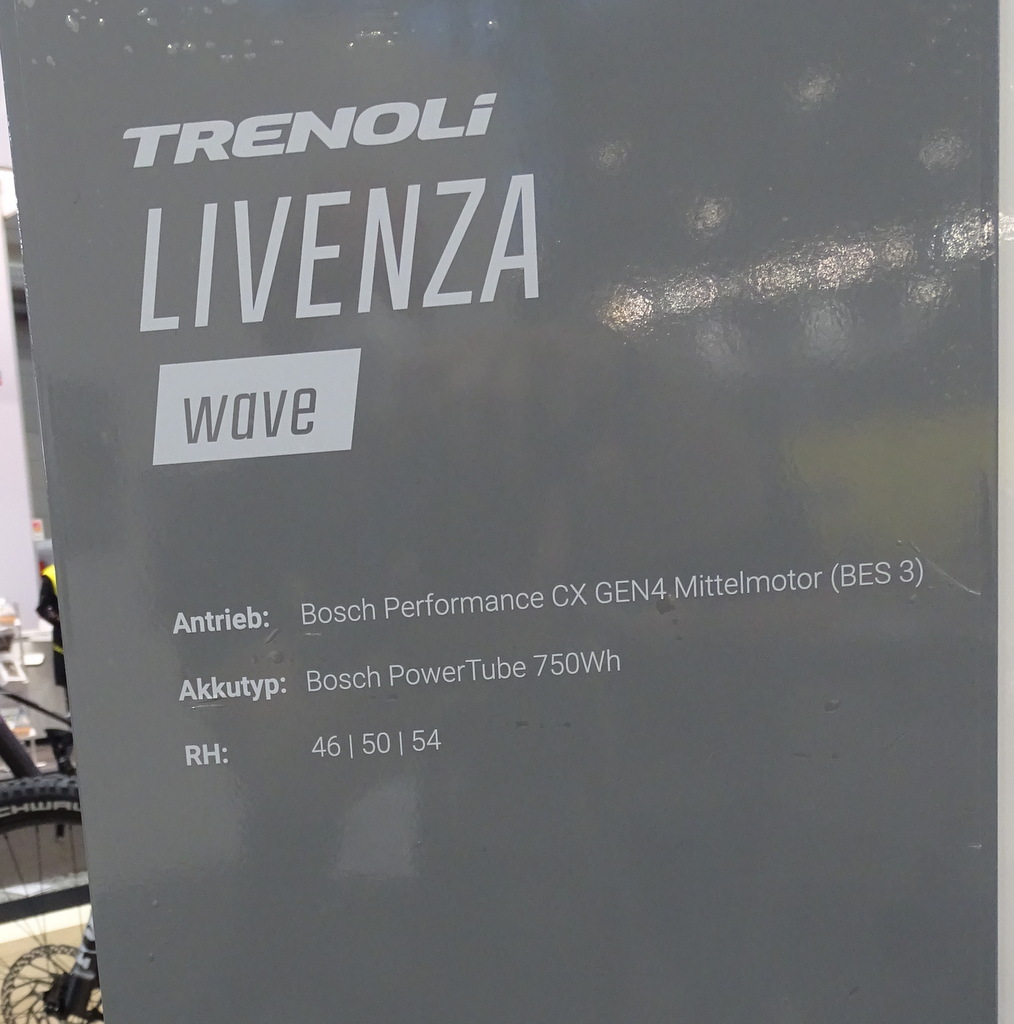 TRENOLi
LIVENZA
wave
Antrieb: Bosch Performance CX GEN4 Mittelmotor (BES 3)
Akkutyp: Bosch PowerTube 750Wh
RH: 46 | 50 | 54